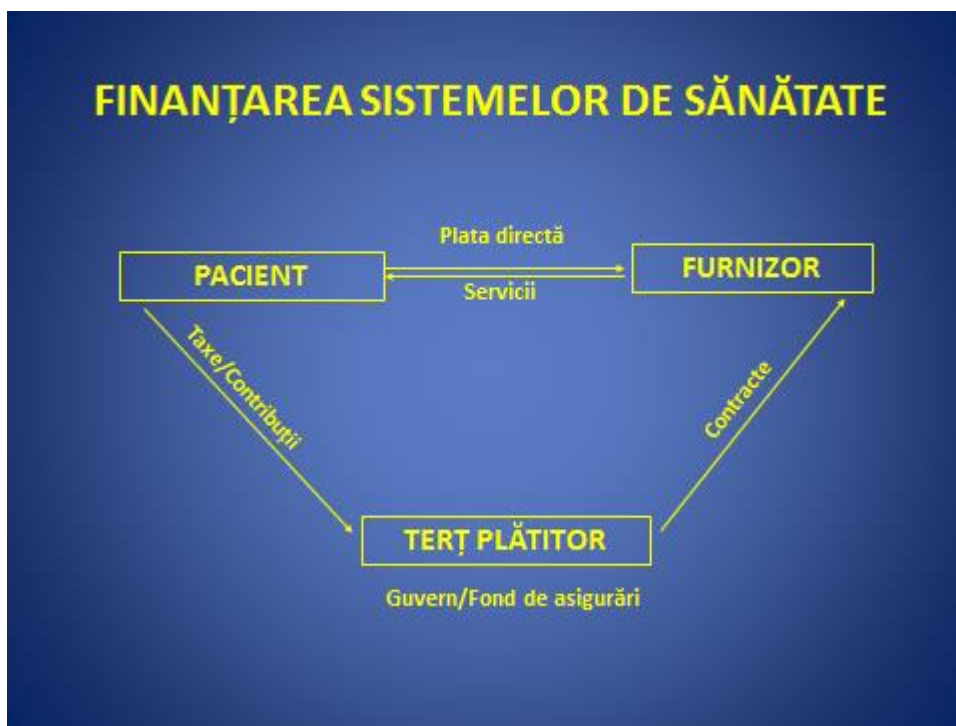 FINANȚAREA SISTEMELOR DE SĂNĂTATE
Plata directă
PACIENT
FURNIZOR
Servicii
Taxe/Contribuții
Contracte
TERȚ PLĂTITOR
Guvern/Fond de asigurări